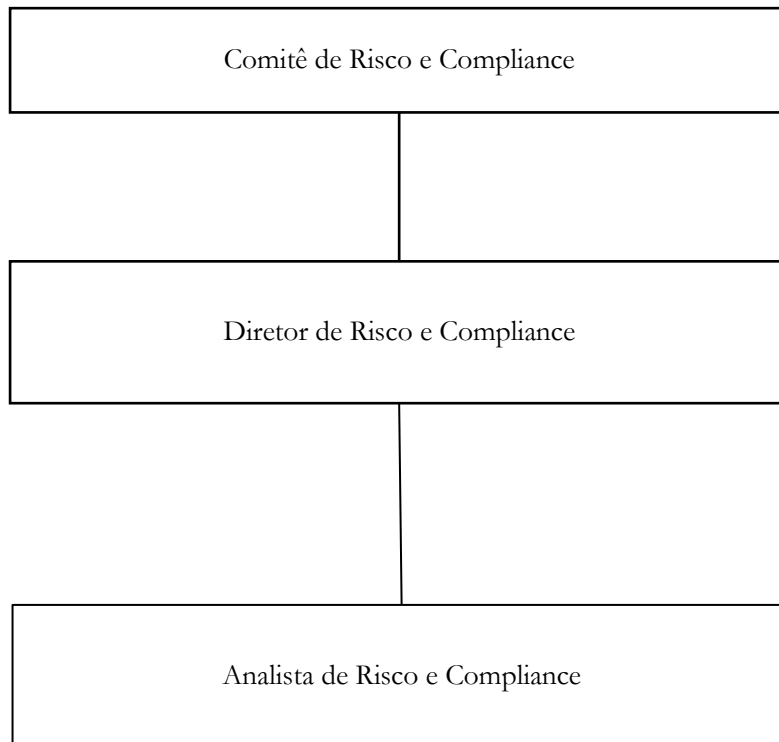 Comitê de Risco e Compliance
Diretor de Risco e Compliance
Analista de Risco e Compliance